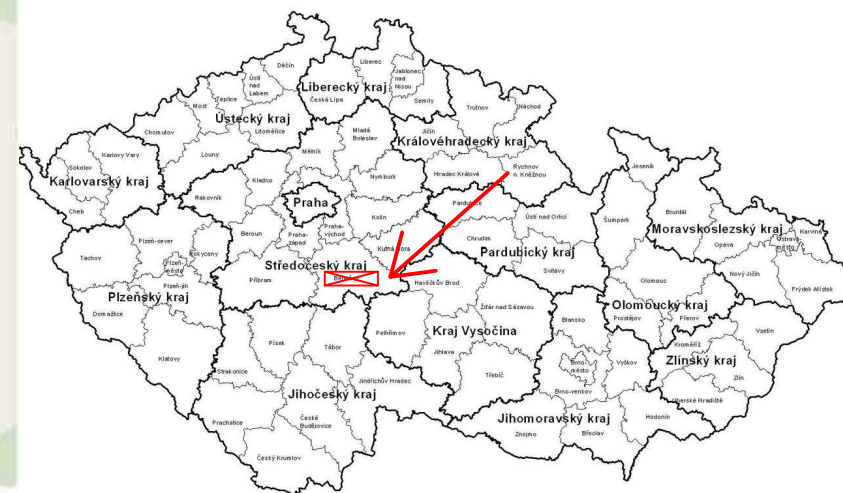 Děčín
Liberec
Ústí
nad
Labem
Jablonec
nad
Nisou
Liberecký kraj
Teplice
Česká Lípa
Semily
Trutnov
Náchod
Most
Ústecký kraj
Litoměřice
Chomutov
Mladá
Boleslav
Jičín
Královéhradecký kraj
Louny
Mělník
Karlovy Vary
Sokolov
Karlovarský kraj
Cheb
Rakovník
Kladno
Nymburk
Hradec Králové
Rychnov
n. Kněžnou
Jeseník
Praha
Kolín
Pardubice
Ústí nad Orlicí
Šumperk
Bruntál
Moravskoslezský kraj
Karviná
Ostrava
město
Opava
Beroun
Praha-
západ
Praha-
východ
Kutná Hora
Chrudim
Pardubický kraj
Svitavy
Plzeň-sever
Rokycany
Tachov
Plzeň-
město
Plzeň-jih
Plzeňský kraj
Středočeský kraj
Příbram
Havlíčkův Brod
Nový Jičín
Frýdek-Místek
Olomouc
Olomoucký kraj
Prostějov
Přerov
Domažlice
Klatovy
Písek
Tábor
Pelhřimov
Kraj Vysočina
Žďár nad Sázavou
Jihlava
Třebíč
Blansko
Brno-
město
Brno-venkov
Vyškov
Kroměříž
Vsetín
Zlínský kraj
Zlín
Uherské Hradiště
Strakonice
Jihočeský kraj
Jindřichův Hradec
Prachatice
České
Budějovice
Český Krumlov
Jihomoravský kraj
Znojmo
Břeclav
Hodonín